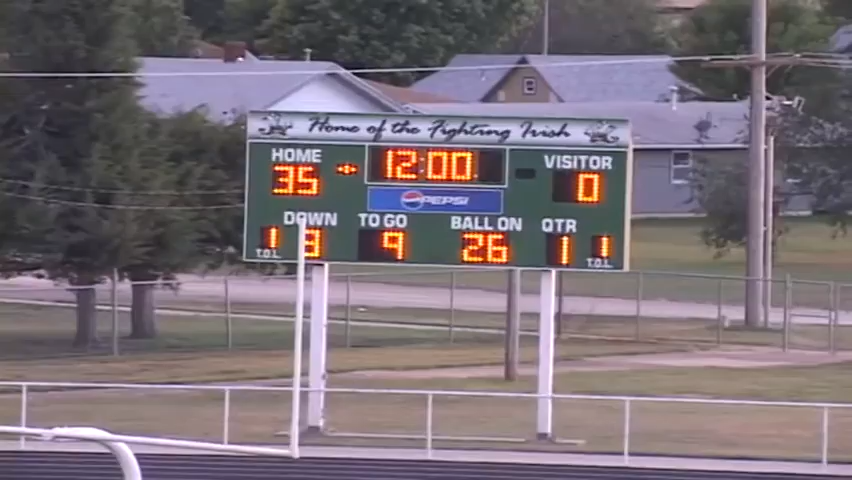 Home of the Fighting Irish
HOME 12:00 VISITOR
35 0
PEPSI
DOWN TO GO BALL ON QTR
1 3 9 26 1 1
T.O.L. T.O.L.